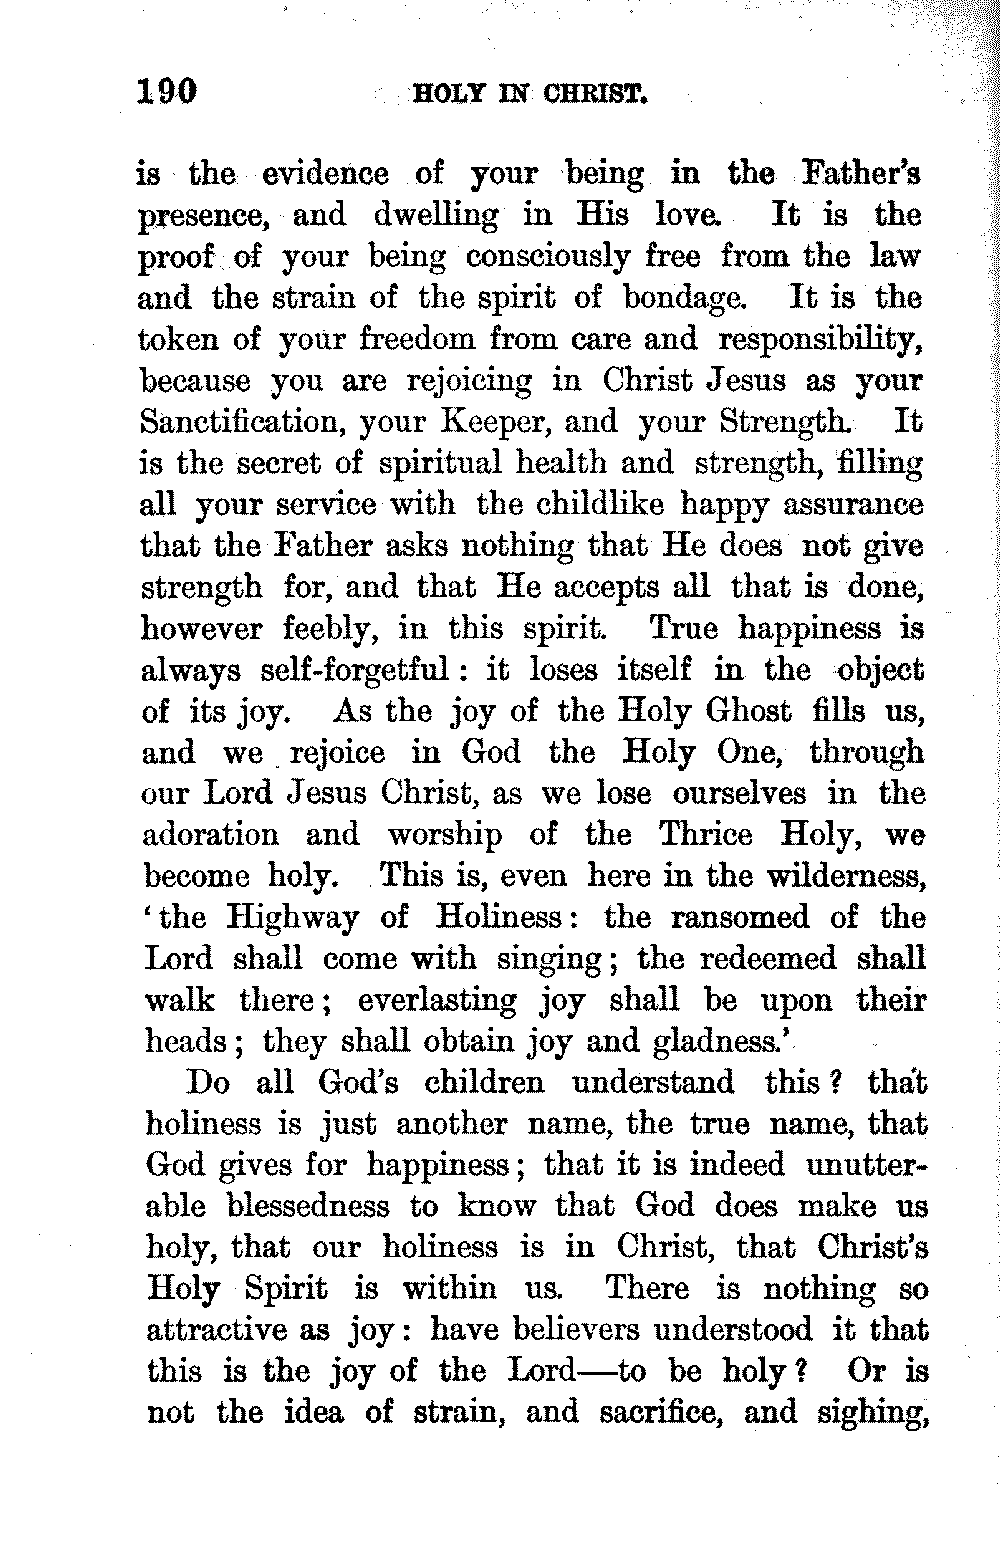 190 HOLY IN CHRIST.
is the evidence of your being in the Father's
presence, and dwelling in His love. It is the
proof of your being consciously free from the law
and the strain of the spirit of bondage. It is the
token of your freedom from care and responsibility,
because you are rejoicing in Christ Jesus as your
Sanctification, your Keeper, and your Strength. It
is the secret of spiritual health and strength, filling
all your service with the childlike happy assurance
that the Father asks nothing that He does not give
strength for, and that He accepts all that is done,
however feebly, in this spirit. True happiness is
always self-forgetful : it loses itself in the object
of its joy. As the joy of the Holy Ghost fills us,
and we rejoice in God the Holy One, through
our Lord Jesus Christ, as we lose ourselves in the
adoration and worship of the Thrice Holy, we
become holy. This is, even here in the wilderness,
‘the Highway of Holiness: the ransomed of the
Lord shall come with singing; the redeemed shall
walk there; everlasting joy shall be upon their
heads; they shall obtain joy and gladness.’
Do all God's children understand this? that
holiness is just another name, the true name, that
God gives for happiness; that it is indeed unutter-
able blessedness to know that God does make us
holy, that our holiness is in Christ, that Christ's
Holy Spirit is within us. There is nothing so
attractive as joy: have believers understood it that
this is the joy of the Lord—to be holy? Or is
not the idea of strain, and sacrifice, and sighing,